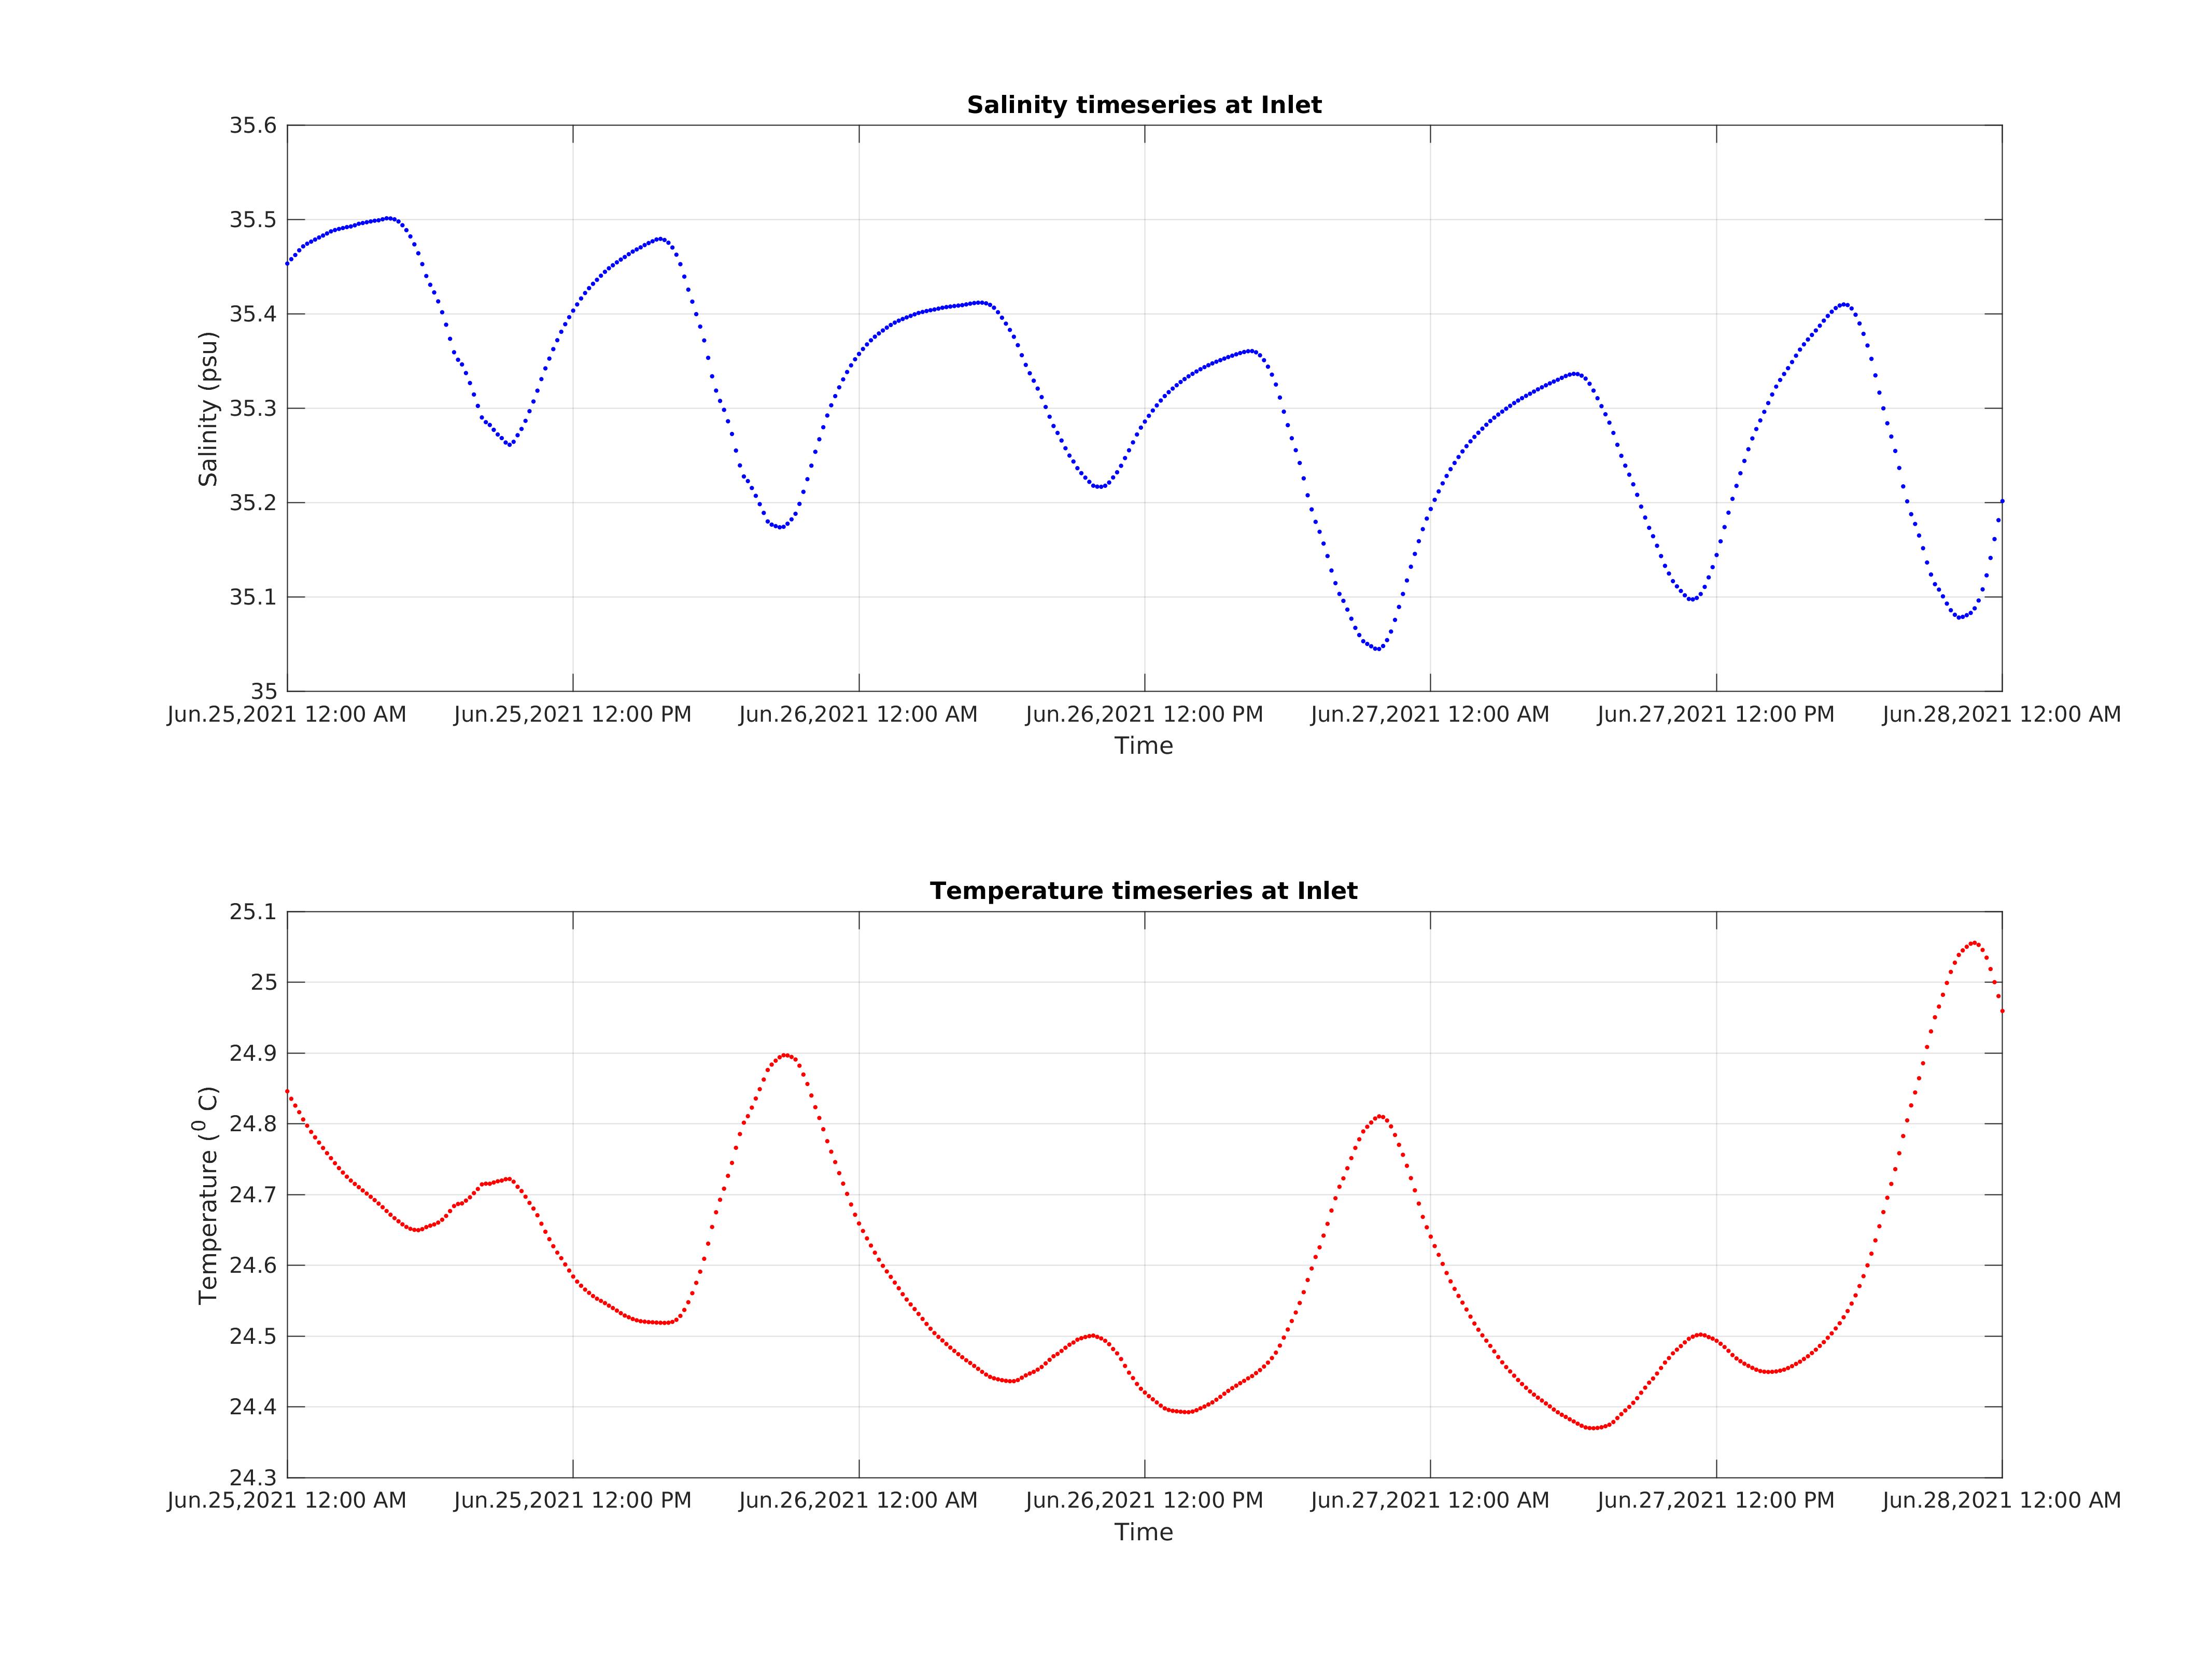 Salinity timeseries at Inlet
35.6
35.5
35.4
35.3
35.2
35.1
35
Salinity (psu)
Jun.25,2021 12:00 AM Jun.25,2021 12:00 PM Jun.26,2021 12:00 AM Jun.26,2021 12:00 PM Jun.27,2021 12:00 AM Jun.27,2021 12:00 PM Jun.28,2021 12:00 AM
Time
Temperature timeseries at Inlet
25.1
25
24.9
24.8
24.7
24.6
24.5
24.4
24.3
Temperature (⁰ C)
Jun.25,2021 12:00 AM Jun.25,2021 12:00 PM Jun.26,2021 12:00 AM Jun.26,2021 12:00 PM Jun.27,2021 12:00 AM Jun.27,2021 12:00 PM Jun.28,2021 12:00 AM
Time